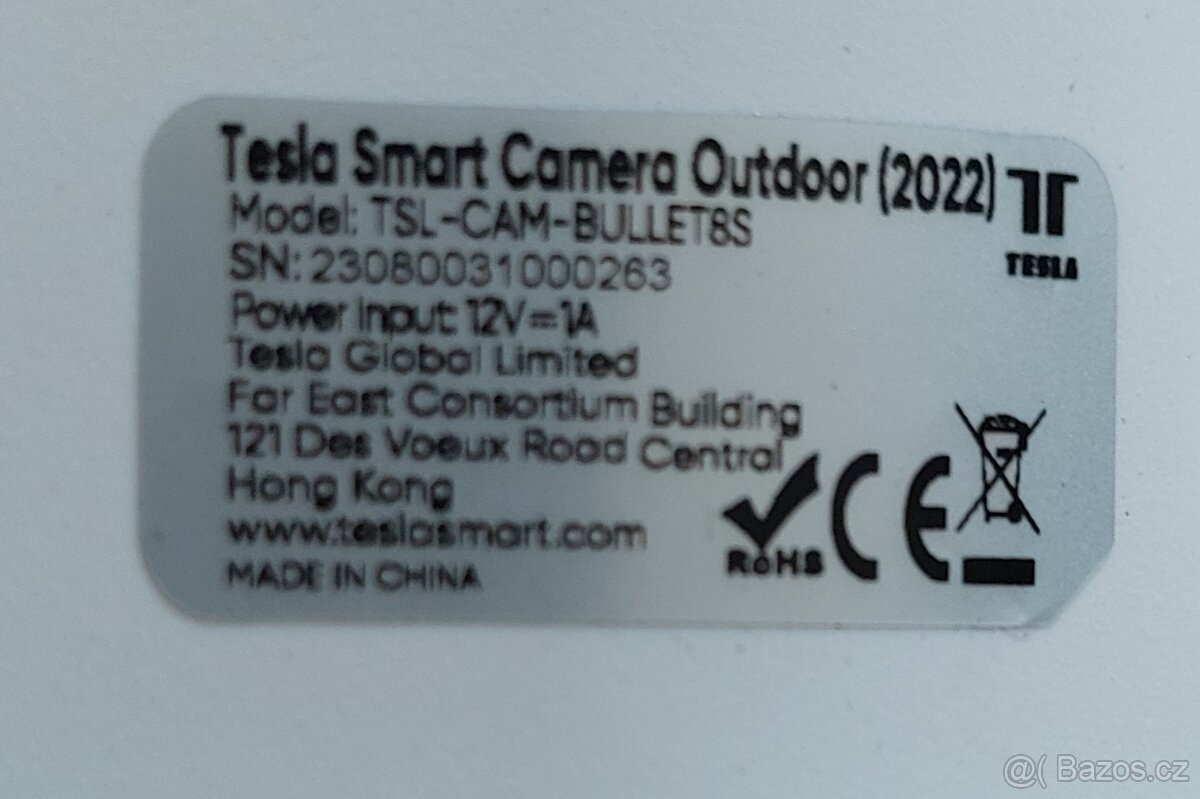 Tesla Smart Camera Outdoor (2022)
TESLA
Model: TSL-CAM-BULLET8S
SN: 23080031000263
Power Input: 12V=1A
Tesla Global Limited
Far East Consortium Building
121 Des Voeux Road Central
Hong Kong
www.teslasmart.com
MADE IN CHINA
RoHS
CE
@( Bazos.cz